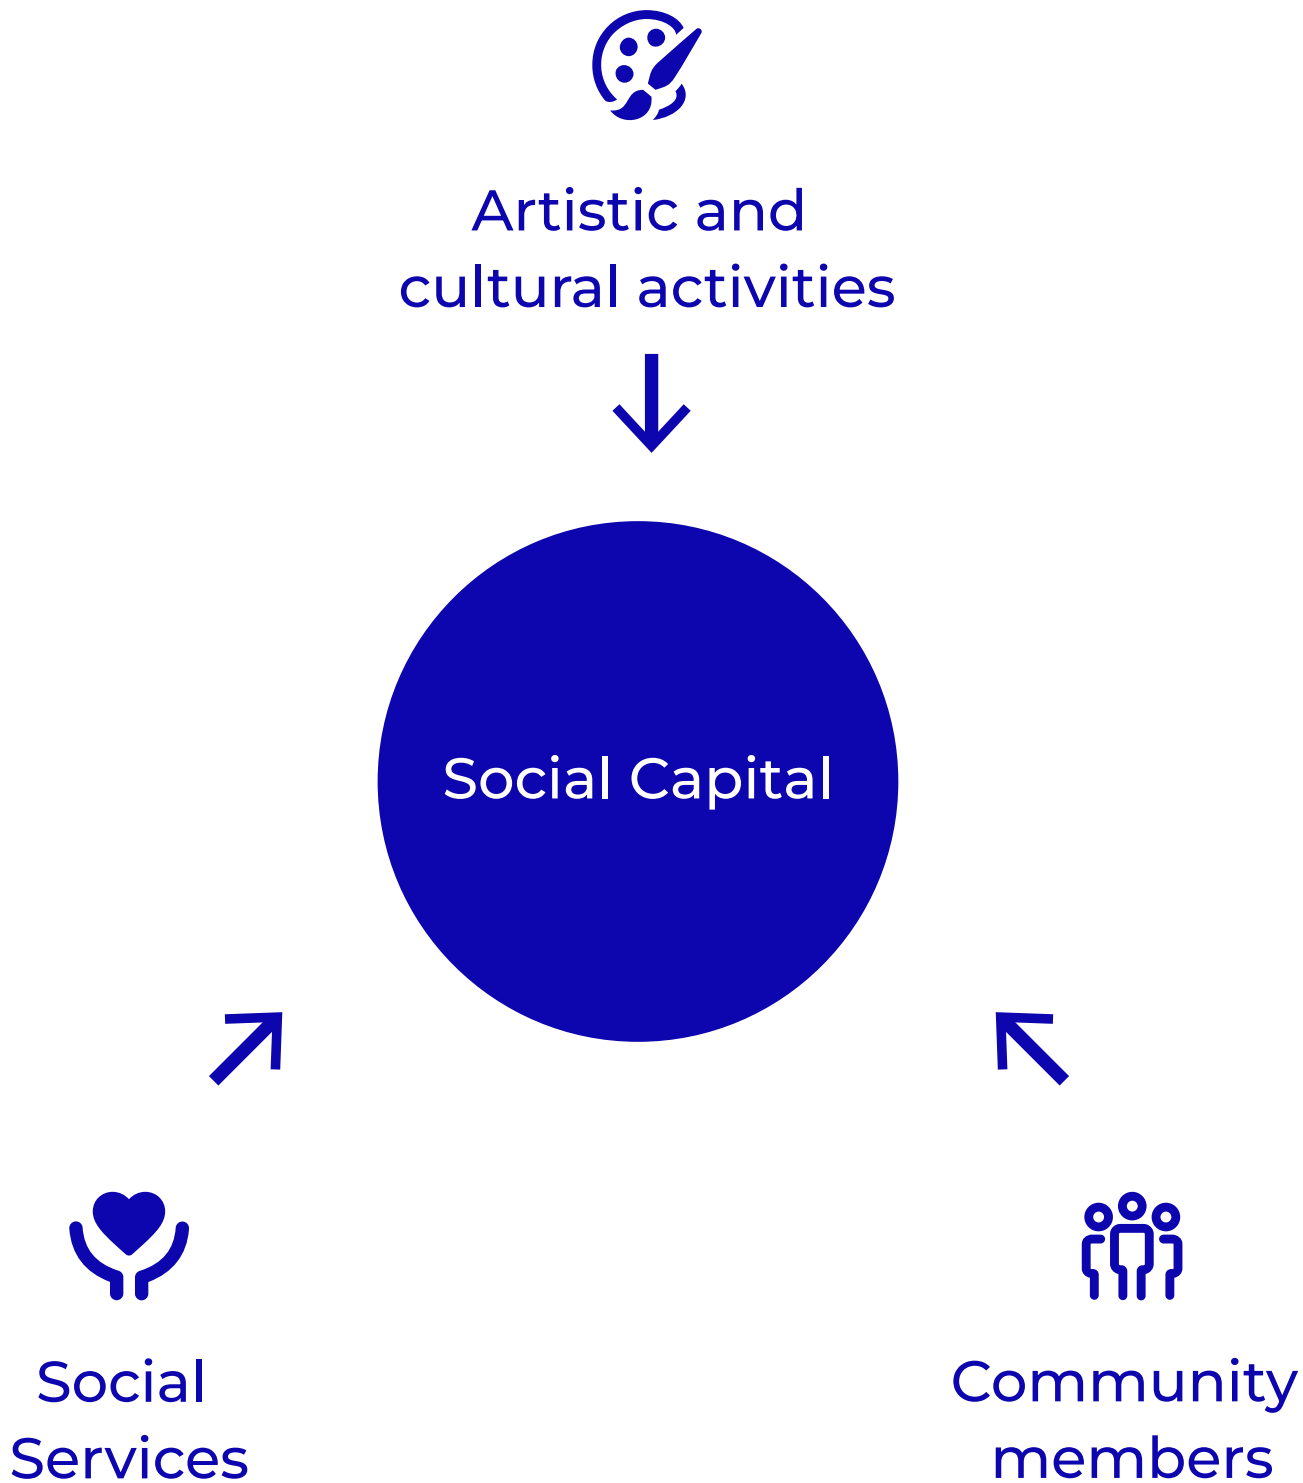 Artistic and
cultural activities
Social Capital
Social
Services
Community
members